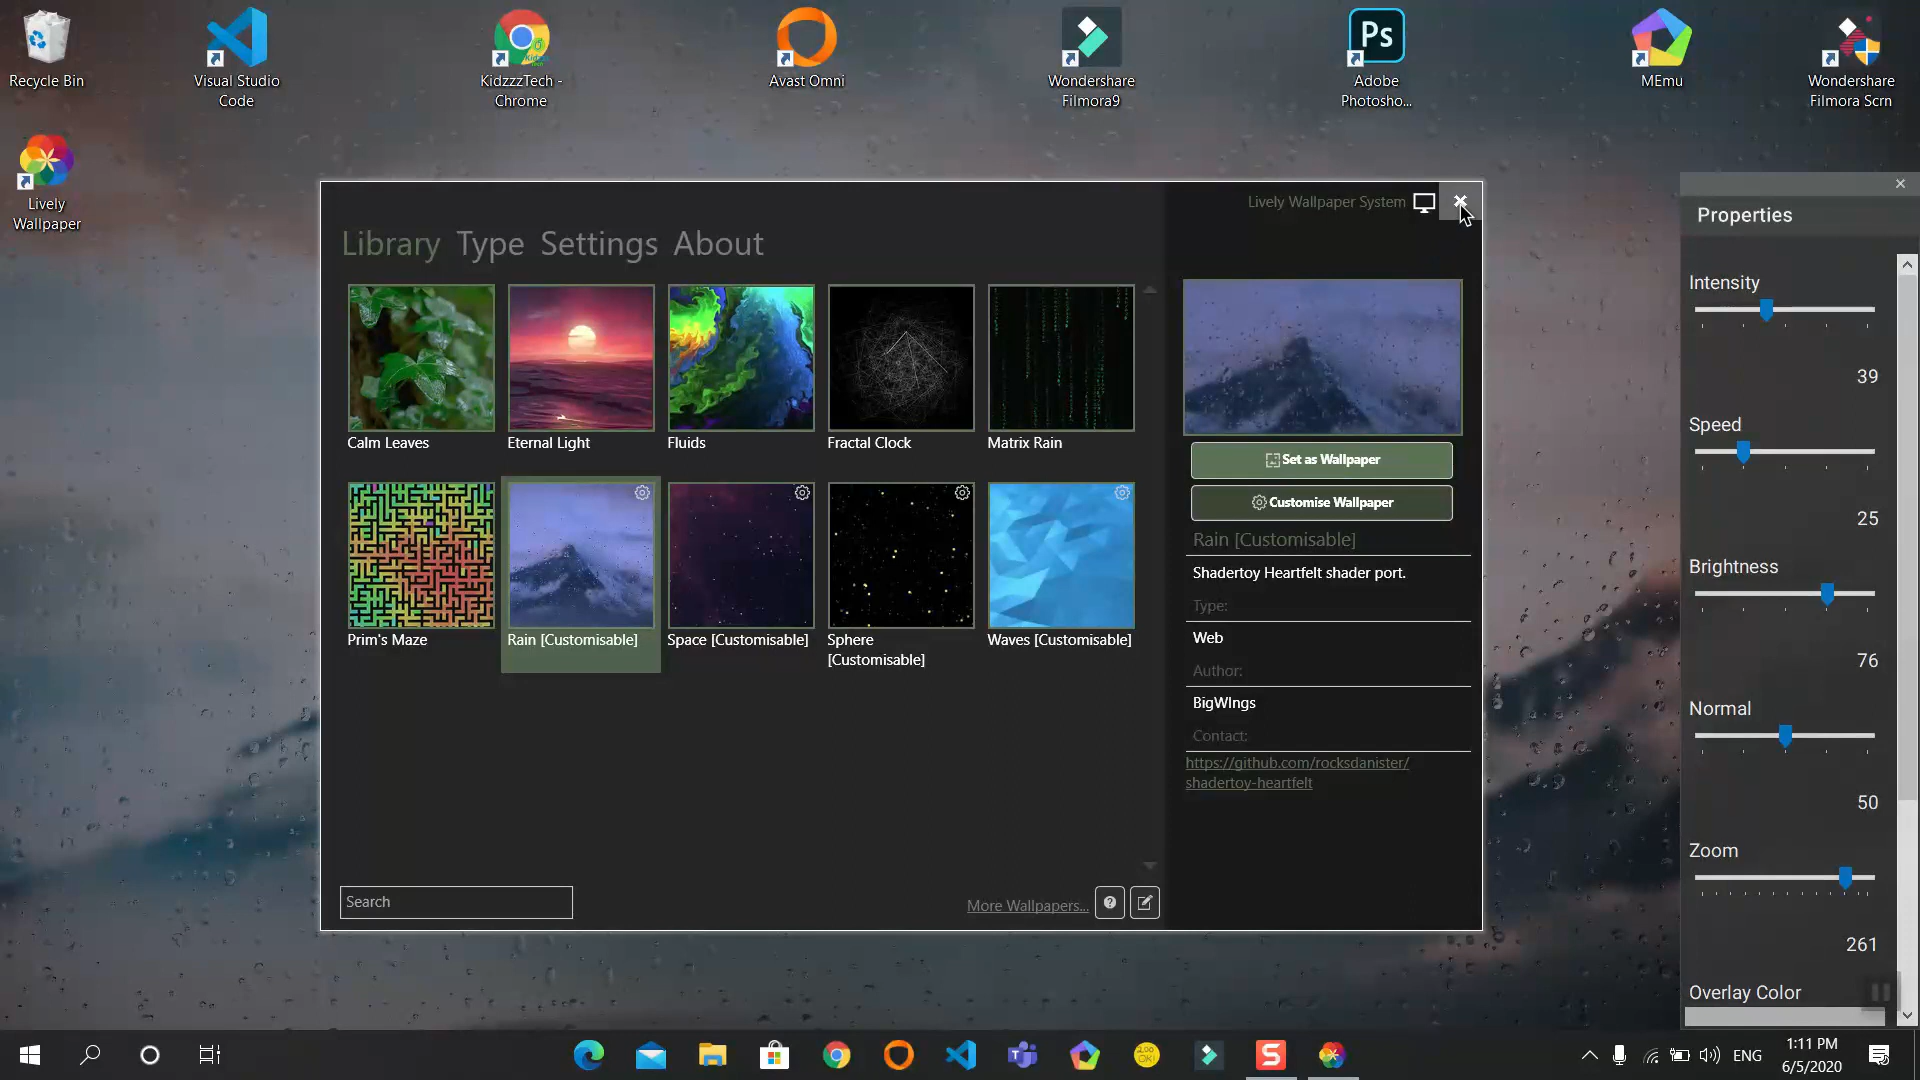 Recycle Bin
Visual Studio
Code
KidzzzTech -
Chrome
Avast Omni
Wondershare
Filmora9
Ps
Adobe
Photosho...
MEmu
Wondershare
Filmora Scrn
Lively
Wallpaper
Lively Wallpaper System
Library Type Settings About
Calm Leaves
Eternal Light
Fluids
Fractal Clock
Matrix Rain
Prim's Maze
Rain [Customisable]
Space [Customisable]
Sphere
[Customisable]
Waves [Customisable]
Set as Wallpaper
Customise Wallpaper
Rain [Customisable]
Shadertoy Heartfelt shader port.
Type:
Web
Author:
BigWIngs
Contact:
https://github.com/rocksdanister/
shadertoy-heartfelt
Search
More Wallpapers...
Properties
Intensity
39
Speed
25
Brightness
76
Normal
50
Zoom
261
Overlay Color
ENG
1:11 PM
6/5/2020